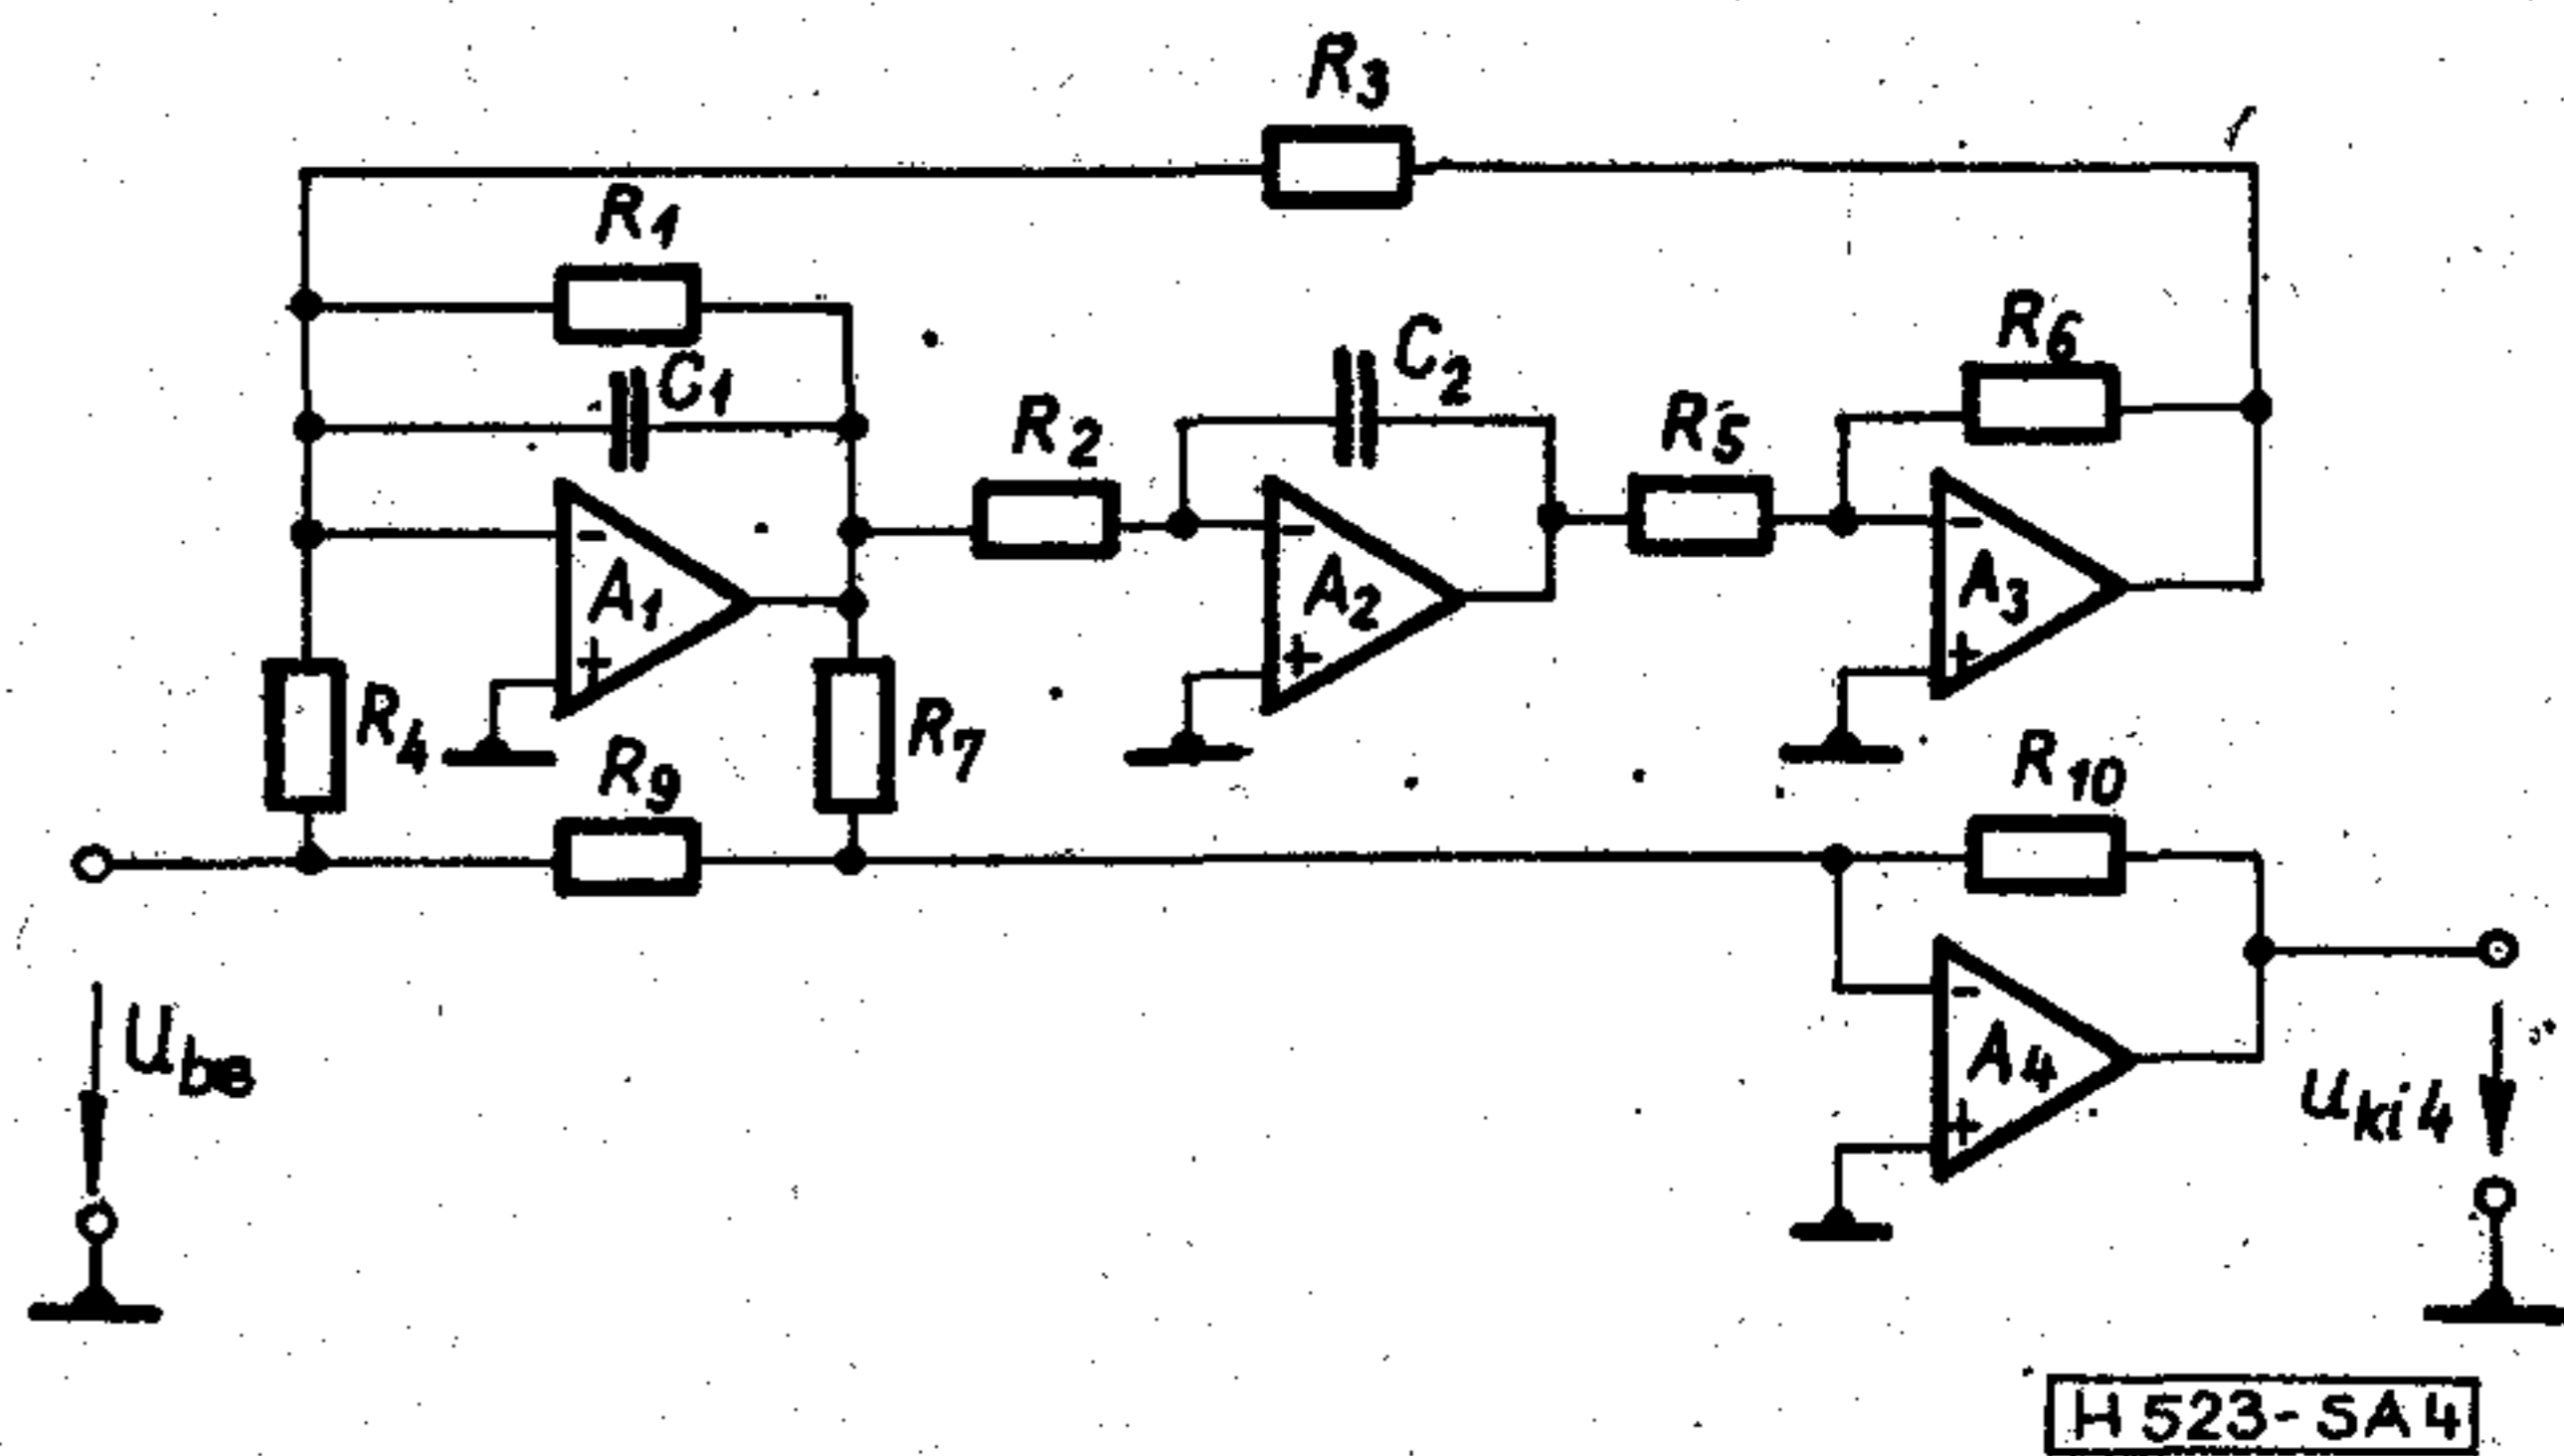 R3
R1
C1
R2
C2
R5
R6
-
A1
+
-
A2
+
-
A3
+
R4
R9
R7
R10
-
A4
+
Ube
uki4
H 523-SA4